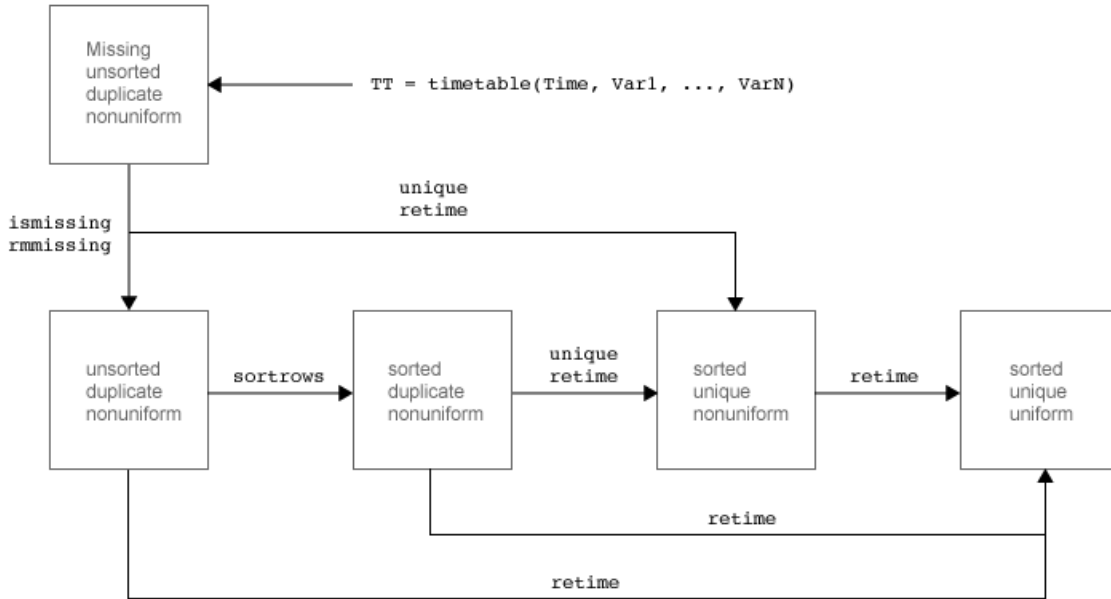 Missing
unsorted
duplicate
nonuniform
TT = timetable(Time, Var1, ..., VarN)
unique
retime
ismissing
rmmissing
unsorted
duplicate
nonuniform
sortrows
sorted
duplicate
nonuniform
unique
retime
sorted
unique
nonuniform
retime
sorted
unique
uniform
retime
retime